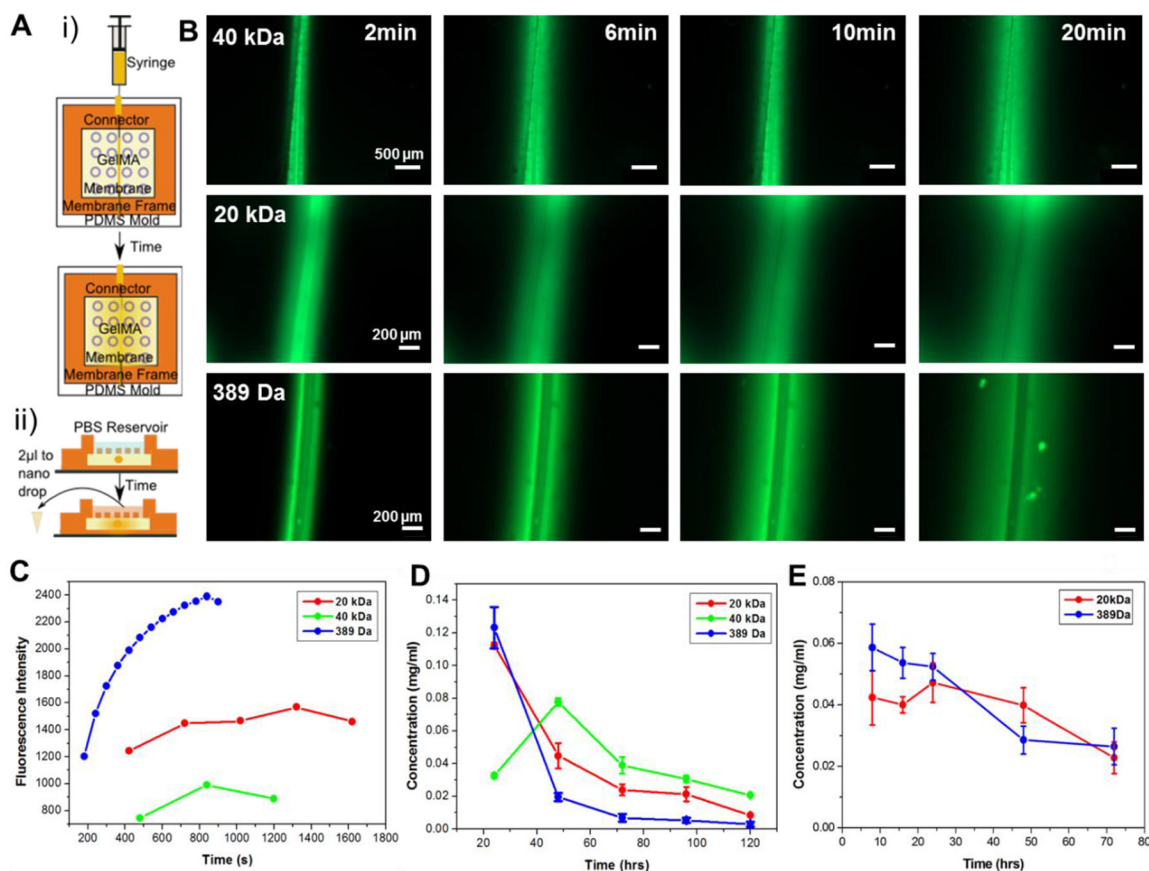 A
i)
Syringe
Connector
GelMA
Membrane
Membrane Frame
PDMS Mold
Time
Connector
GelMA
Membrane
Membrane Frame
PDMS Mold
ii)
PBS Reservoir
2µl to
nano
drop
Time
B
40 kDa 2min 6min 10min 20min
500 µm
20 kDa
200 µm
389 Da
200 µm
C
Fluorescence Intensity
2400
2200
2000
1800
1600
1400
1200
1000
800
200 400 600 800 1000 1200 1400 1600 1800
Time (s)
20 kDa
40 kDa
389 Da
D
Concentration (mg/ml)
0.14
0.12
0.10
0.08
0.06
0.04
0.02
0.00
20 40 60 80 100 120
Time (hrs)
20 kDa
40 kDa
389 Da
E
Concentration (mg/ml)
0.08
0.06
0.04
0.02
0.00
0 10 20 30 40 50 60 70 80
Time (hrs)
20kDa
389Da